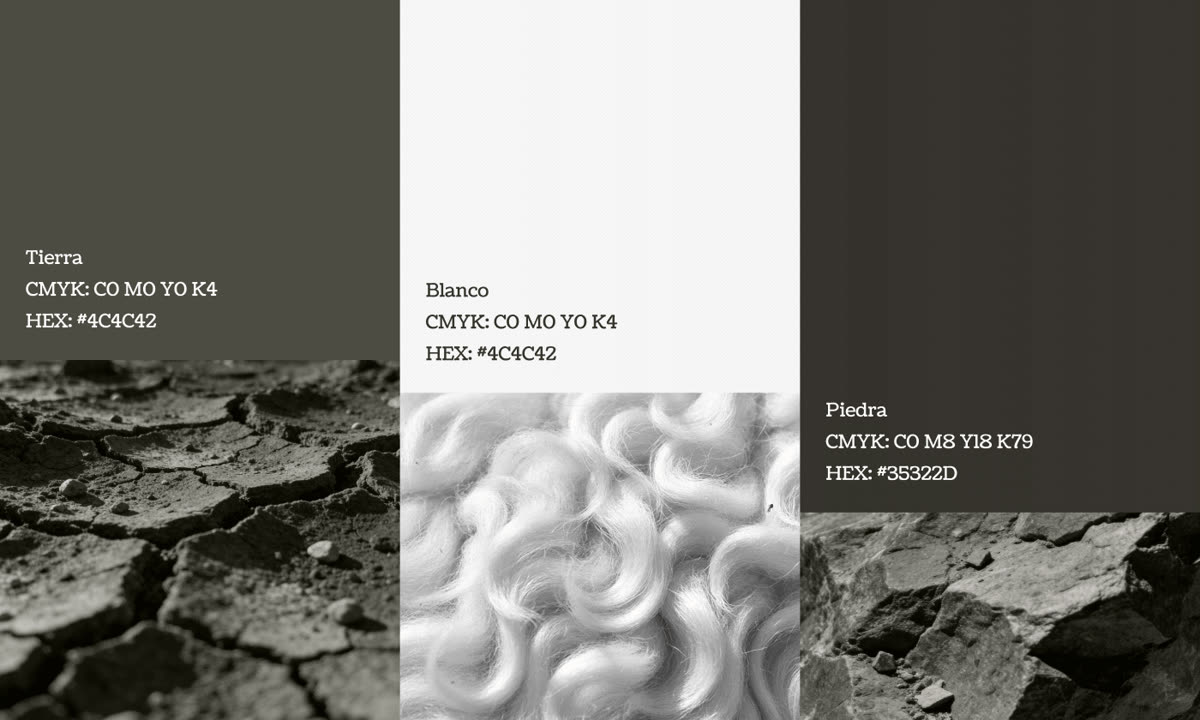 Tierra
CMYK: C0 M0 Y0 K4
HEX: #4C4C42
Blanco
CMYK: C0 M0 Y0 K4
HEX: #4C4C42
Piedra
CMYK: C0 M8 Y18 K79
HEX: #35322D